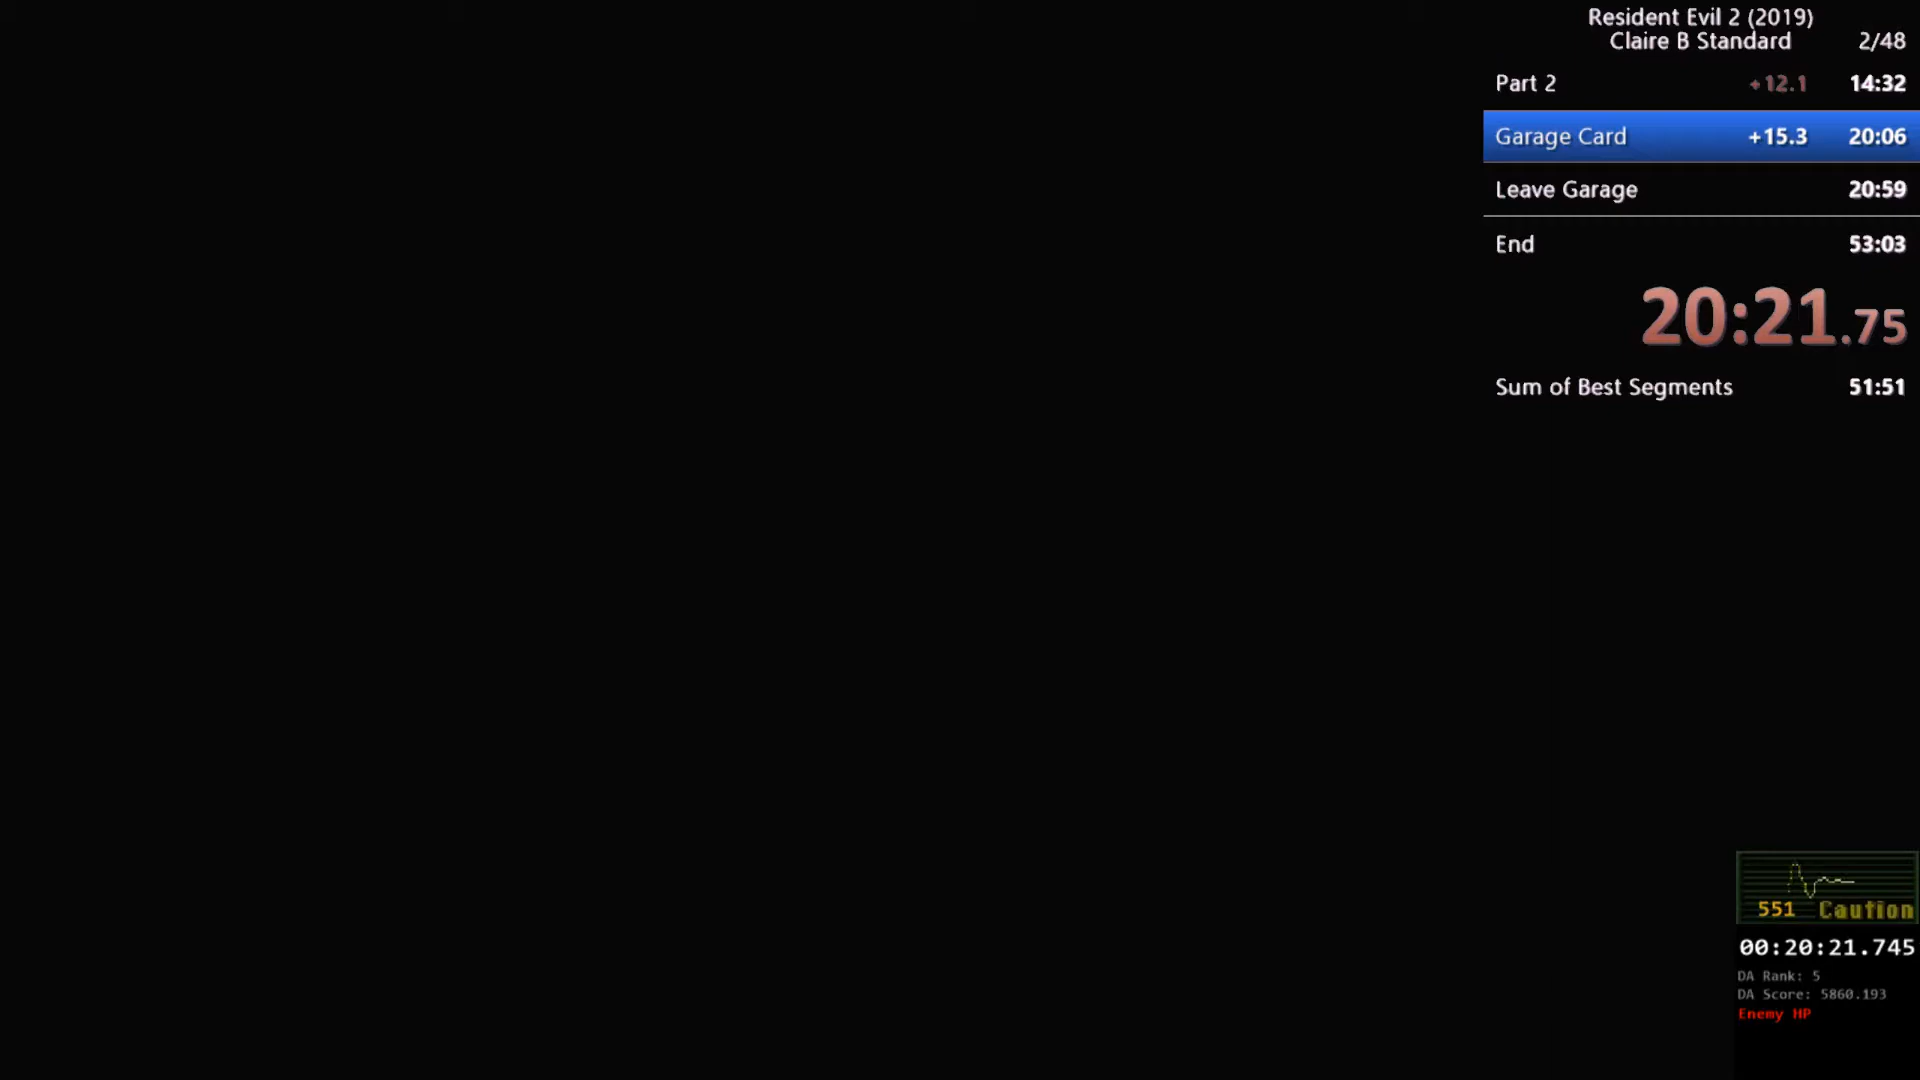 Resident Evil 2 (2019)
Claire B Standard 2/48
Part 2 +12.1 14:32
Garage Card +15.3 20:06
Leave Garage 20:59
End 53:03
20:21.75
Sum of Best Segments 51:51
551 Caution
00:20:21.745
DA Rank: 5
DA Score: 5860.193
Enemy HP